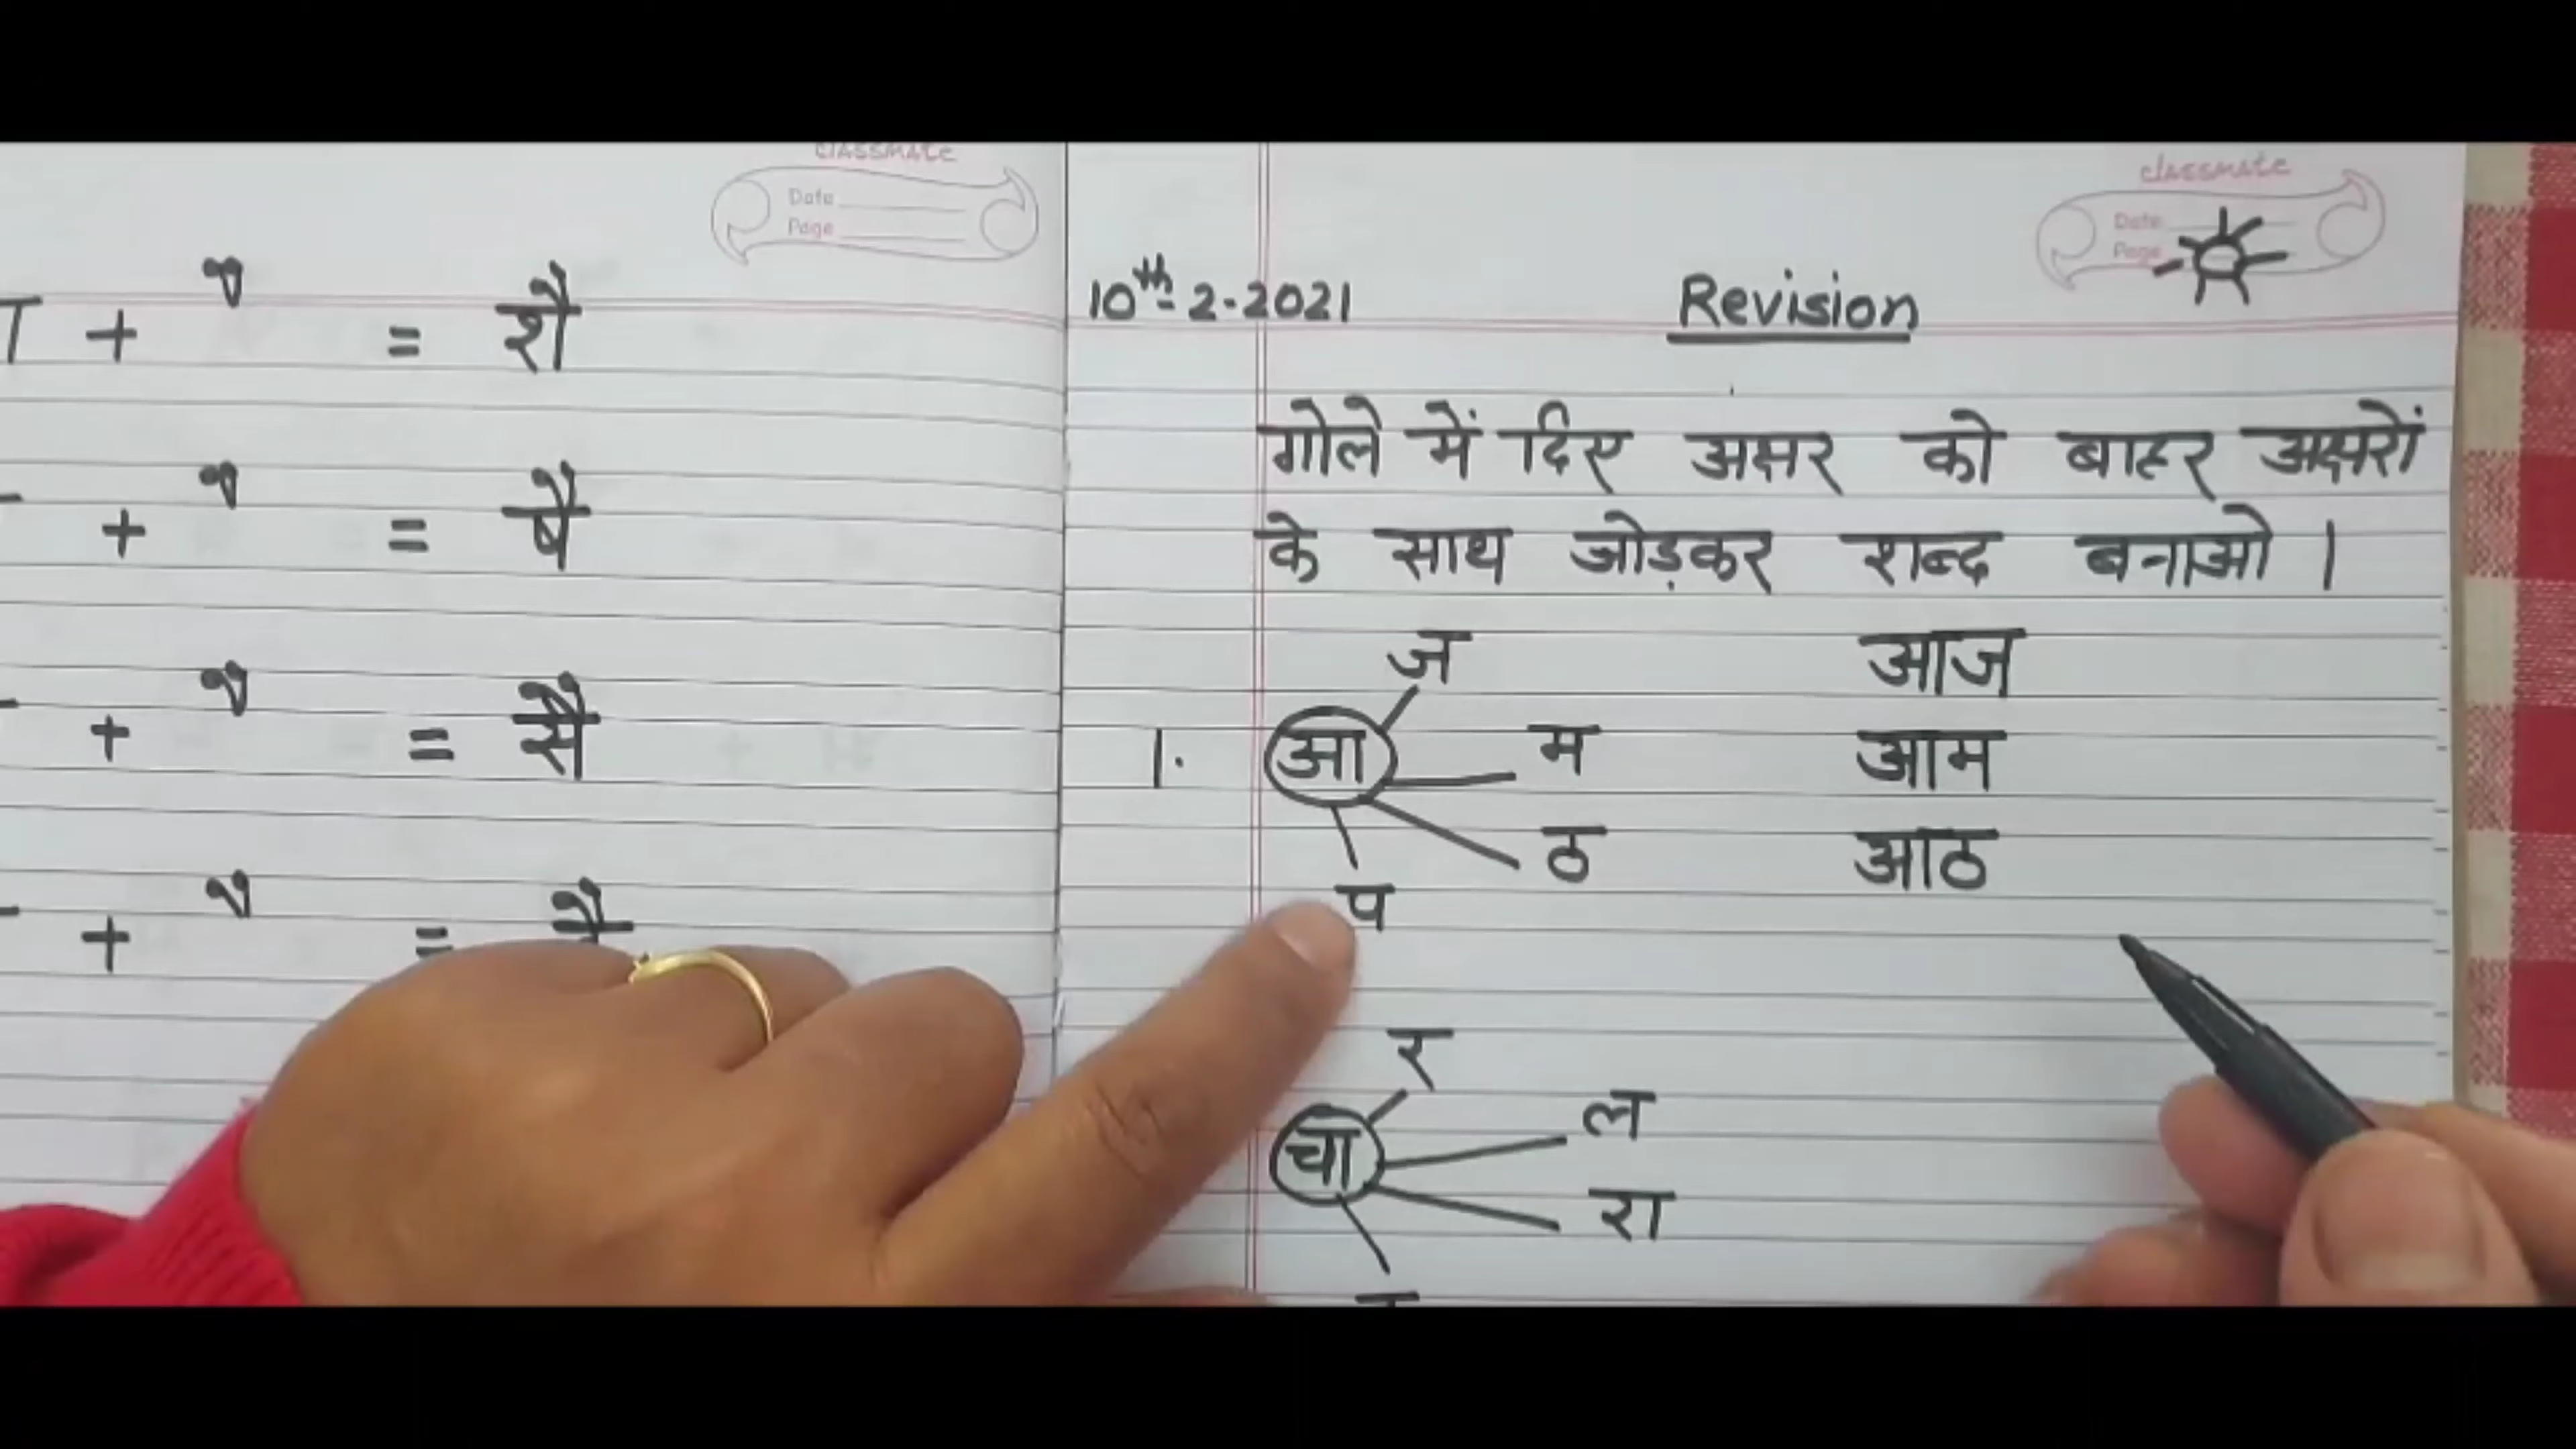 classmate
Date
Page
+ ै = शै
+ ै = षै
+ ै = सै
+ ै =
classmate
Date
Page
10th-2-2021 Revision
गोले में दिए अक्षर को बाहर अक्षरों
के साथ जोड़कर शब्द बनाओ ।
ज आज
1. आ म आम
ठ आठ
प
र
चा ल
रा